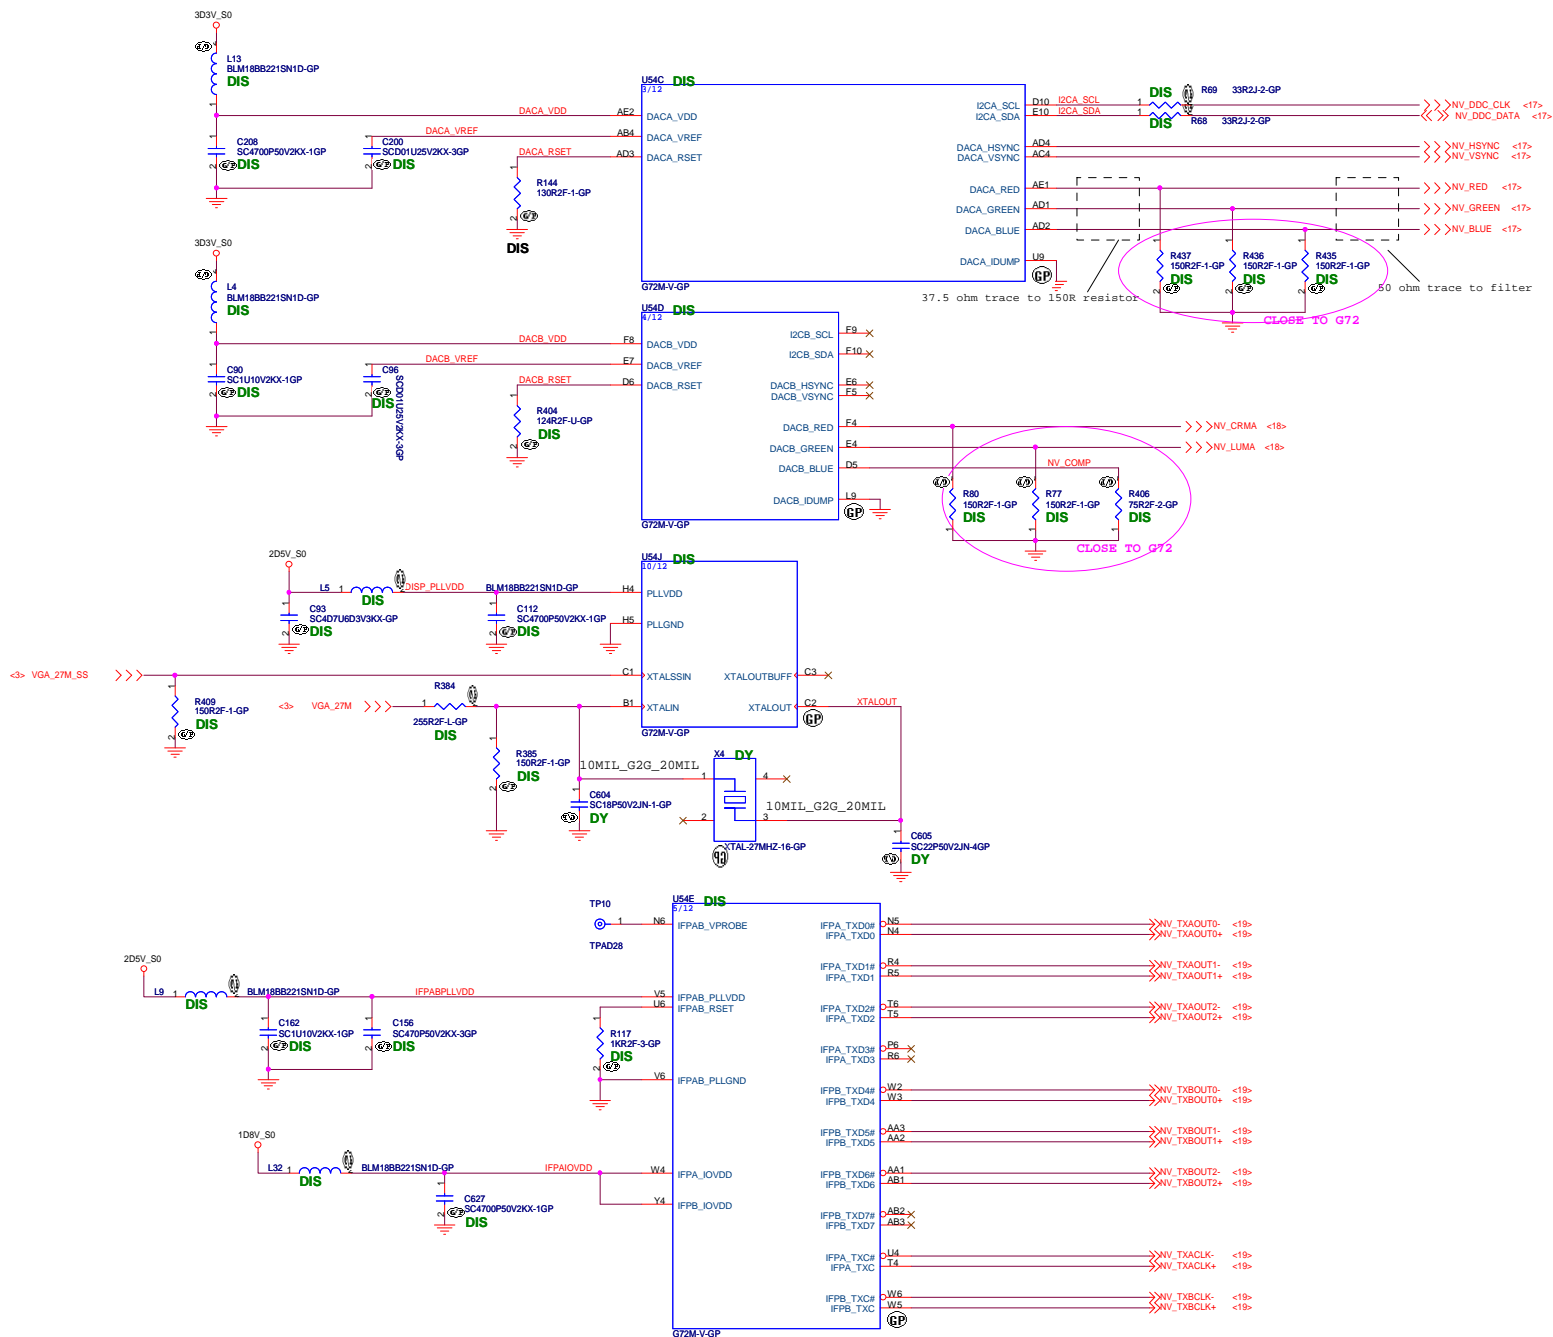 3D3V_S0
L13
BLM18BB221SN1D-GP
DIS
DACA_VDD
DACA_VREF
DACA_RSET
C208
SC4700P50V2KX-1GP
DIS
C200
SCD01U25V2KX-3GP
DIS
R144
130R2F-1-GP
DIS
U54C DIS
3/12
AE2 DACA_VDD
AB4 DACA_VREF
AD3 DACA_RSET
I2CA_SCL D10 I2CA_SCL
I2CA_SDA E10 I2CA_SDA
DACA_HSYNC AD4
DACA_VSYNC AC4
DACA_RED AE1
DACA_GREEN AD1
DACA_BLUE AD2
DACA_IDUMP U9
GP
G72M-V-GP
DIS R69 33R2J-2-GP
DIS R68 33R2J-2-GP
NV_DDC_CLK <17>
NV_DDC_DATA <17>
NV_HSYNC <17>
NV_VSYNC <17>
NV_RED <17>
NV_GREEN <17>
NV_BLUE <17>
R437
150R2F-1-GP
DIS
R436
150R2F-1-GP
DIS
R435
150R2F-1-GP
DIS
37.5 ohm trace to 150R resistor
50 ohm trace to filter
CLOSE TO G72
3D3V_S0
L4
BLM18BB221SN1D-GP
DIS
DACB_VDD
DACB_VREF
DACB_RSET
C90
SC1U10V2KX-1GP
DIS
C96
SCD01U25V2KX-3GP
DIS
R404
124R2F-U-GP
DIS
U54D DIS
4/12
F8 DACB_VDD
E7 DACB_VREF
D6 DACB_RSET
I2CB_SCL F9
I2CB_SDA F10
DACB_HSYNC E6
DACB_VSYNC F5
DACB_RED F4
DACB_GREEN E4
DACB_BLUE D5
DACB_IDUMP L9
GP
G72M-V-GP
NV_CRMA <18>
NV_LUMA <18>
NV_COMP
R80
150R2F-1-GP
DIS
R77
150R2F-1-GP
DIS
R406
75R2F-2-GP
DIS
CLOSE TO G72
2D5V_S0
L5 1 2
DIS
DISP_PLLVDD
BLM18BB221SN1D-GP
C93
SC4D7U6D3V3KX-GP
DIS
C112
SC4700P50V2KX-1GP
DIS
U54J DIS
10/12
H4 PLLVDD
H5 PLLGND
C1 XTALSSIN
B1 XTALIN
XTALOUTBUFF C3
XTALOUT C2
GP
G72M-V-GP
XTALOUT
<3> VGA_27M_SS
R409
150R2F-1-GP
DIS
<3> VGA_27M
R384
255R2F-L-GP
DIS
R385
150R2F-1-GP
DIS
10MIL_G2G_20MIL
C604
SC18P50V2JN-1-GP
DY
X4 DY
1 4
2 3
XTAL-27MHZ-16-GP
GP
10MIL_G2G_20MIL
C605
SC22P50V2JN-4GP
DY
TP10
TPAD28
U54E DIS
5/12
1 N6 IFPAB_VPROBE
V5 IFPAB_PLLVDD
U6 IFPAB_RSET
V6 IFPAB_PLLGND
W4 IFPA_IOVDD
Y4 IFPB_IOVDD
2D5V_S0
L9 1 2
DIS
BLM18BB221SN1D-GP
IFPABPLLVDD
C162
SC1U10V2KX-1GP
DIS
C156
SC470P50V2KX-3GP
DIS
R117
1KR2F-3-GP
DIS
1D8V_S0
L32 1 2
DIS
BLM18BB221SN1D-GP
IFPAIOVDD
C627
SC4700P50V2KX-1GP
DIS
IFPA_TXD0# N5 NV_TXAOUT0- <19>
IFPA_TXD0 N4 NV_TXAOUT0+ <19>
IFPA_TXD1# R4 NV_TXAOUT1- <19>
IFPA_TXD1 R5 NV_TXAOUT1+ <19>
IFPA_TXD2# T6 NV_TXAOUT2- <19>
IFPA_TXD2 T5 NV_TXAOUT2+ <19>
IFPA_TXD3# P6
IFPA_TXD3 R6
IFPB_TXD4# W2 NV_TXBOUT0- <19>
IFPB_TXD4 W3 NV_TXBOUT0+ <19>
IFPB_TXD5# AA3 NV_TXBOUT1- <19>
IFPB_TXD5 AA2 NV_TXBOUT1+ <19>
IFPB_TXD6# AA1 NV_TXBOUT2- <19>
IFPB_TXD6 AB1 NV_TXBOUT2+ <19>
IFPB_TXD7# AB2
IFPB_TXD7 AB3
IFPA_TXC# U4 NV_TXACLK- <19>
IFPA_TXC T4 NV_TXACLK+ <19>
IFPB_TXC# W6 NV_TXBCLK- <19>
IFPB_TXC W5 NV_TXBCLK+ <19>
GP
G72M-V-GP